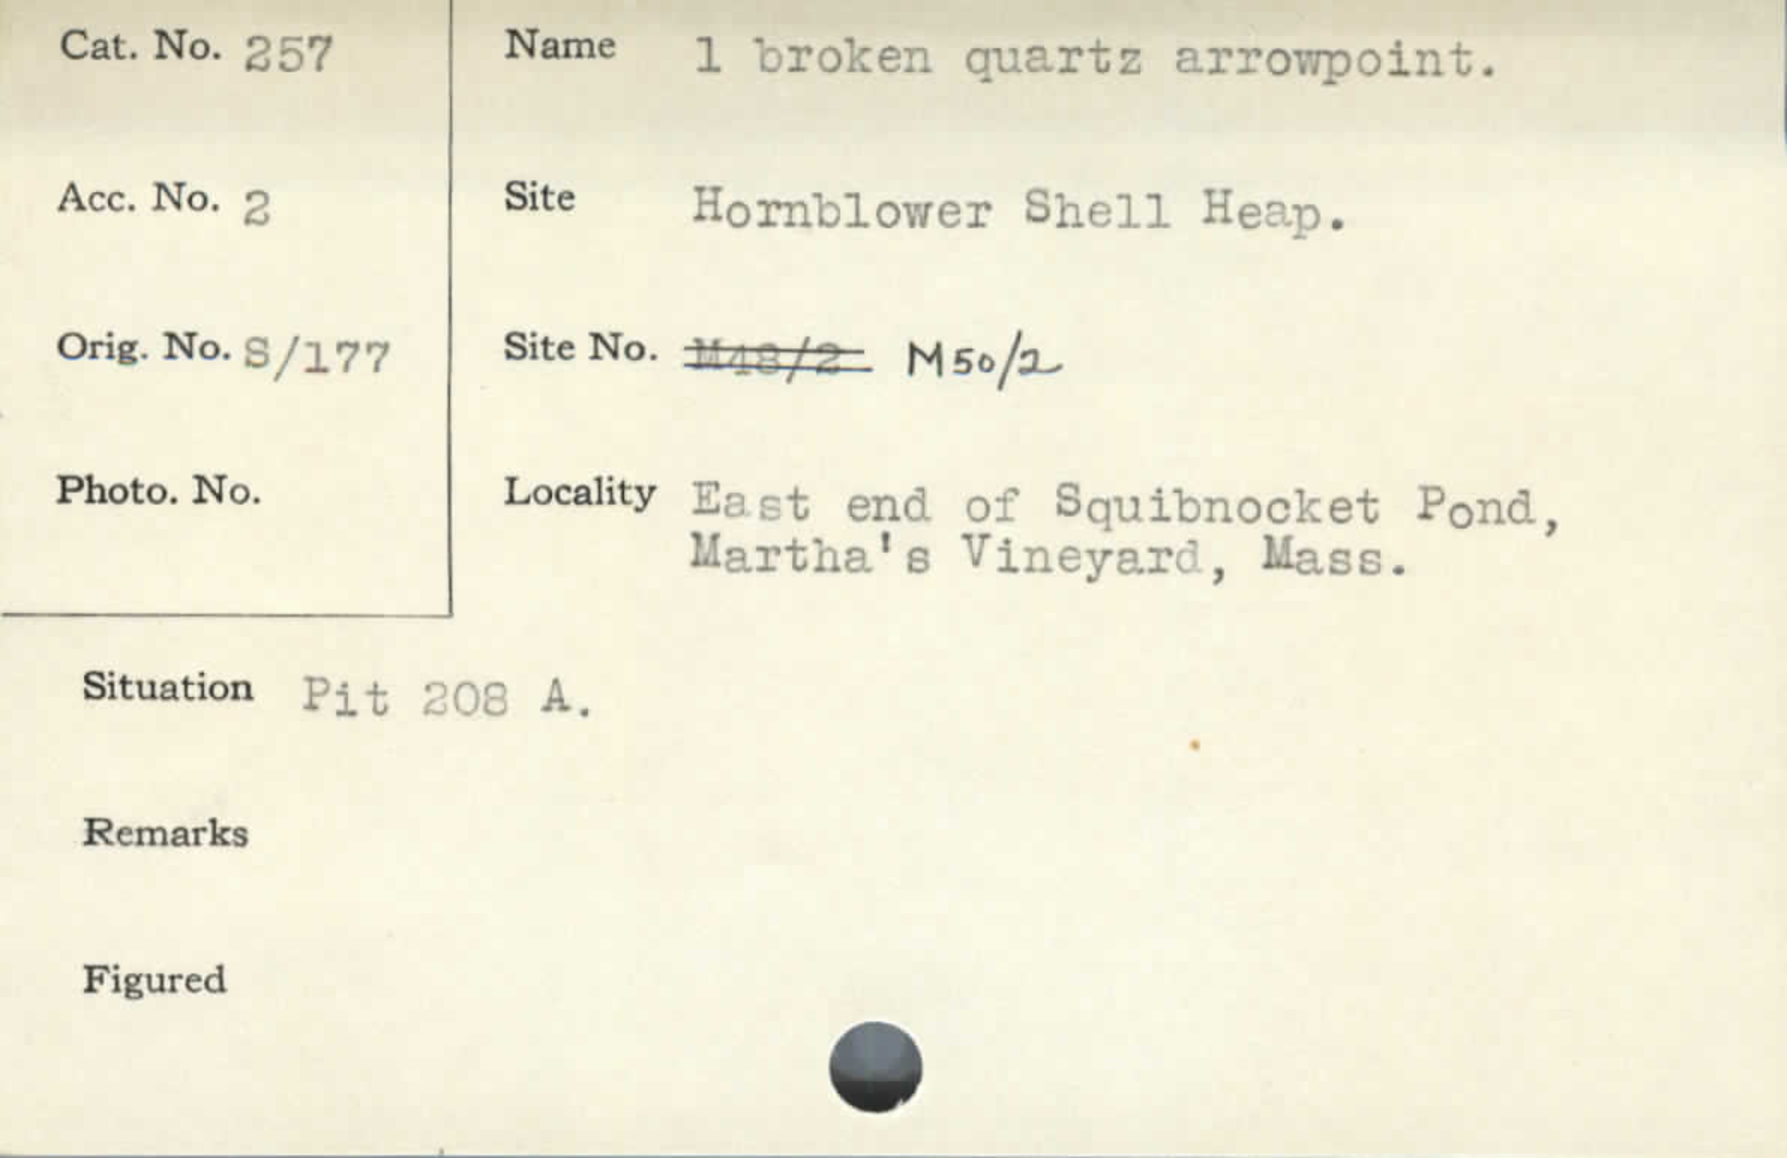 Cat. No. 257
Name 1 broken quartz arrowpoint.
Acc. No. 2
Site Hornblower Shell Heap.
Orig. No. S/177
Site No. M48/2 M50/2
Photo. No.
Locality East end of Squibnocket Pond,
Martha's Vineyard, Mass.
Situation Pit 208 A.
Remarks
Figured